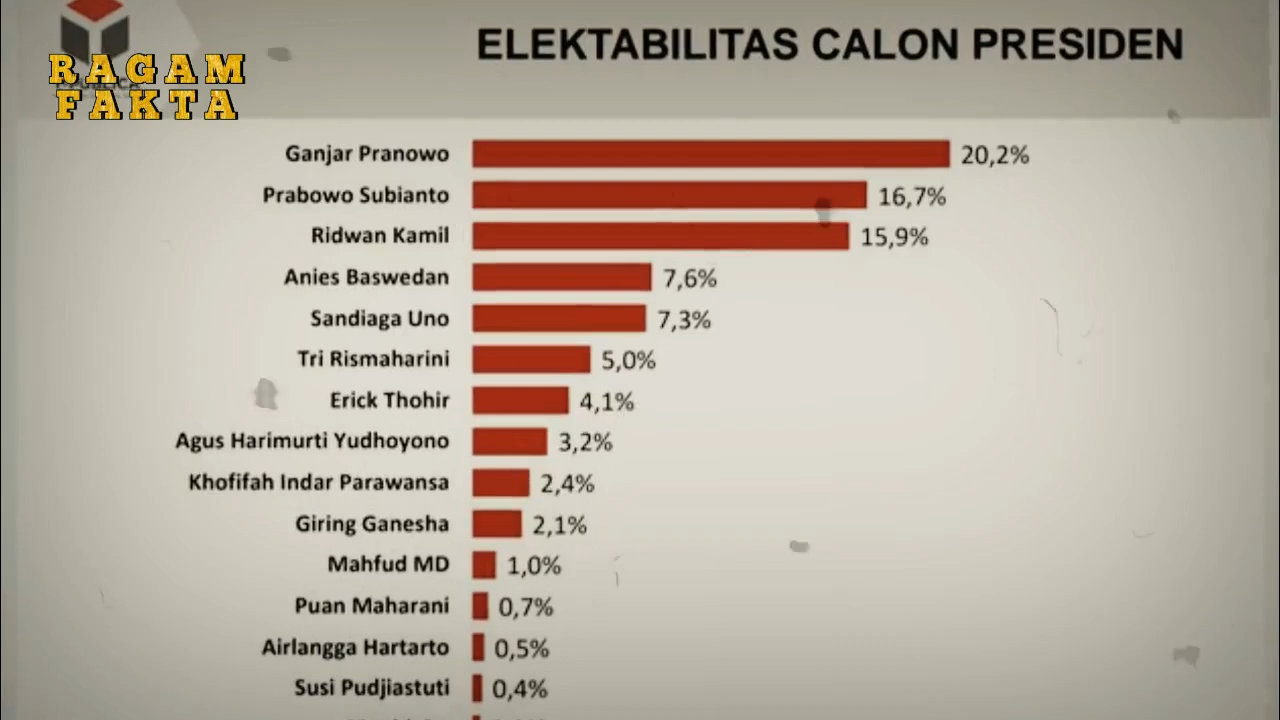 RAGAM
FAKTA
ELEKTABILITAS CALON PRESIDEN
Ganjar Pranowo 20,2%
Prabowo Subianto 16,7%
Ridwan Kamil 15,9%
Anies Baswedan 7,6%
Sandiaga Uno 7,3%
Tri Rismaharini 5,0%
Erick Thohir 4,1%
Agus Harimurti Yudhoyono 3,2%
Khofifah Indar Parawansa 2,4%
Giring Ganesha 2,1%
Mahfud MD 1,0%
Puan Maharani 0,7%
Airlangga Hartarto 0,5%
Susi Pudjiastuti 0,4%